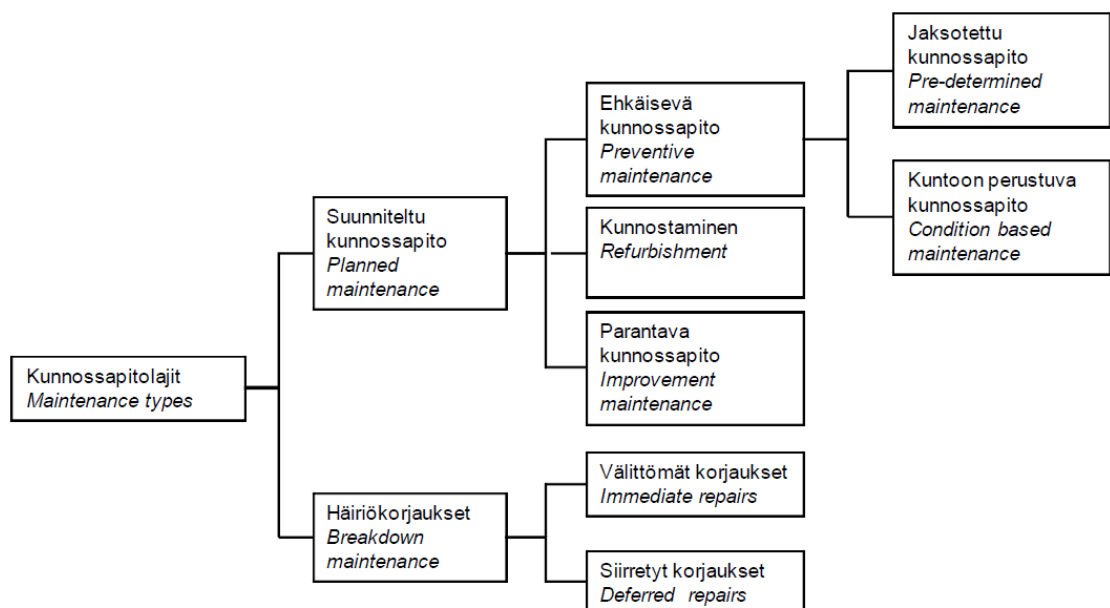 Jaksotettu
kunnossapito
Pre-determined
maintenance
Ehkäisevä
kunnossapito
Preventive
maintenance
Kuntoon perustuva
kunnossapito
Condition based
maintenance
Suunniteltu
kunnossapito
Planned
maintenance
Kunnostaminen
Refurbishment
Parantava
kunnossapito
Improvement
maintenance
Kunnossapitolajit
Maintenance types
Välittömät korjaukset
Immediate repairs
Häiriökorjaukset
Breakdown
maintenance
Siirretyt korjaukset
Deferred repairs